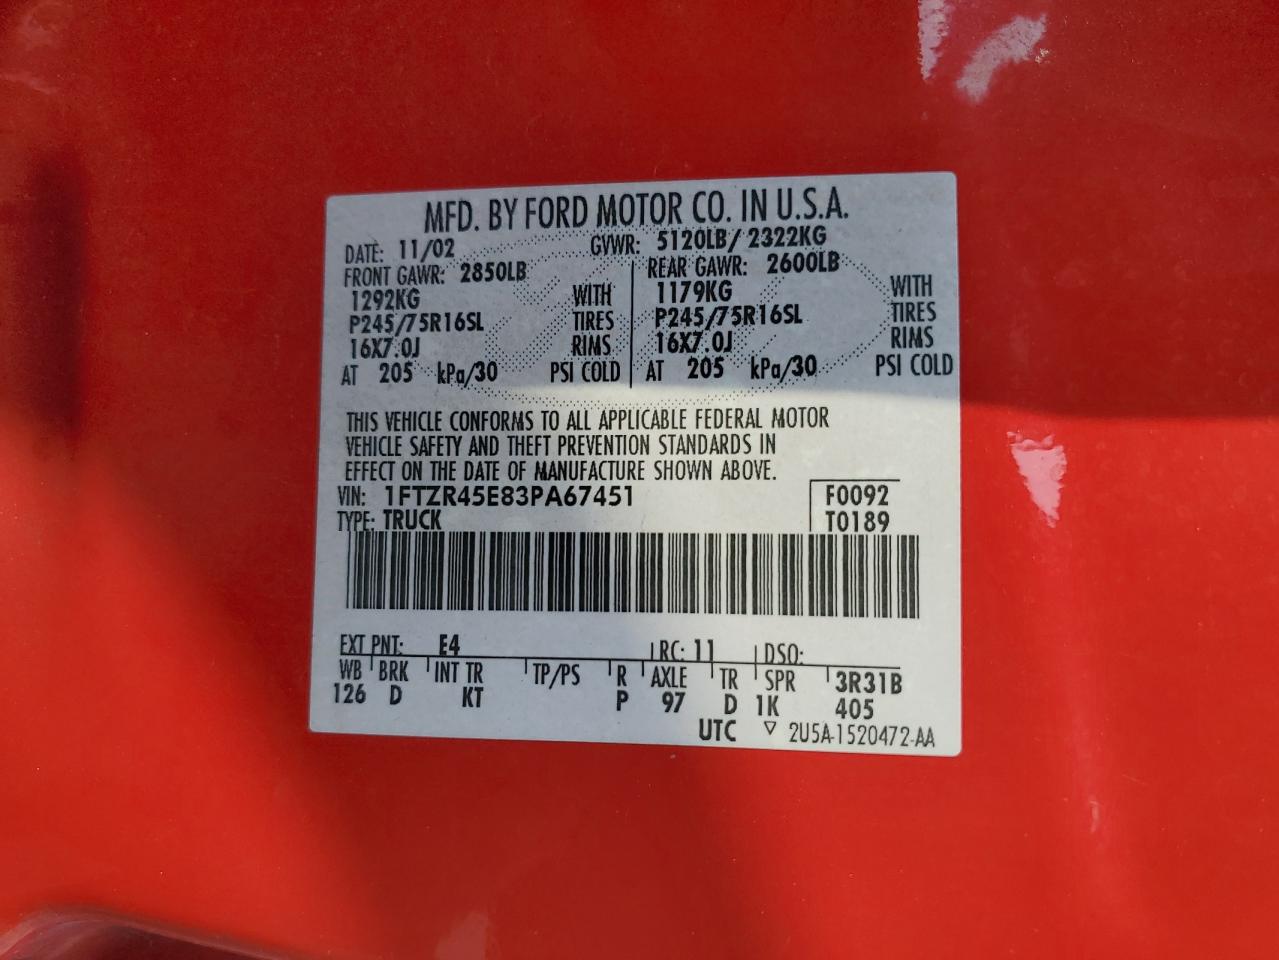 MFD. BY FORD MOTOR CO. IN U.S.A.
DATE: 11/02 GVWR: 5120LB/ 2322KG
FRONT GAWR: 2850LB REAR GAWR: 2600LB
1292KG WITH 1179KG WITH
P245/75R16SL TIRES P245/75R16SL TIRES
16X7.0J RIMS 16X7.0J RIMS
AT 205 kPa/30 PSI COLD AT 205 kPa/30 PSI COLD
THIS VEHICLE CONFORMS TO ALL APPLICABLE FEDERAL MOTOR
VEHICLE SAFETY AND THEFT PREVENTION STANDARDS IN
EFFECT ON THE DATE OF MANUFACTURE SHOWN ABOVE.
VIN: 1FTZR45E83PA67451 F0092
TYPE: TRUCK T0189
EXT PNT: E4 RC: 11 DSO:
WB BRK INT TR TP/PS R AXLE TR SPR 3R31B
126 D KT P 97 D 1K 405
UTC ▽ 2U5A-1520472-AA